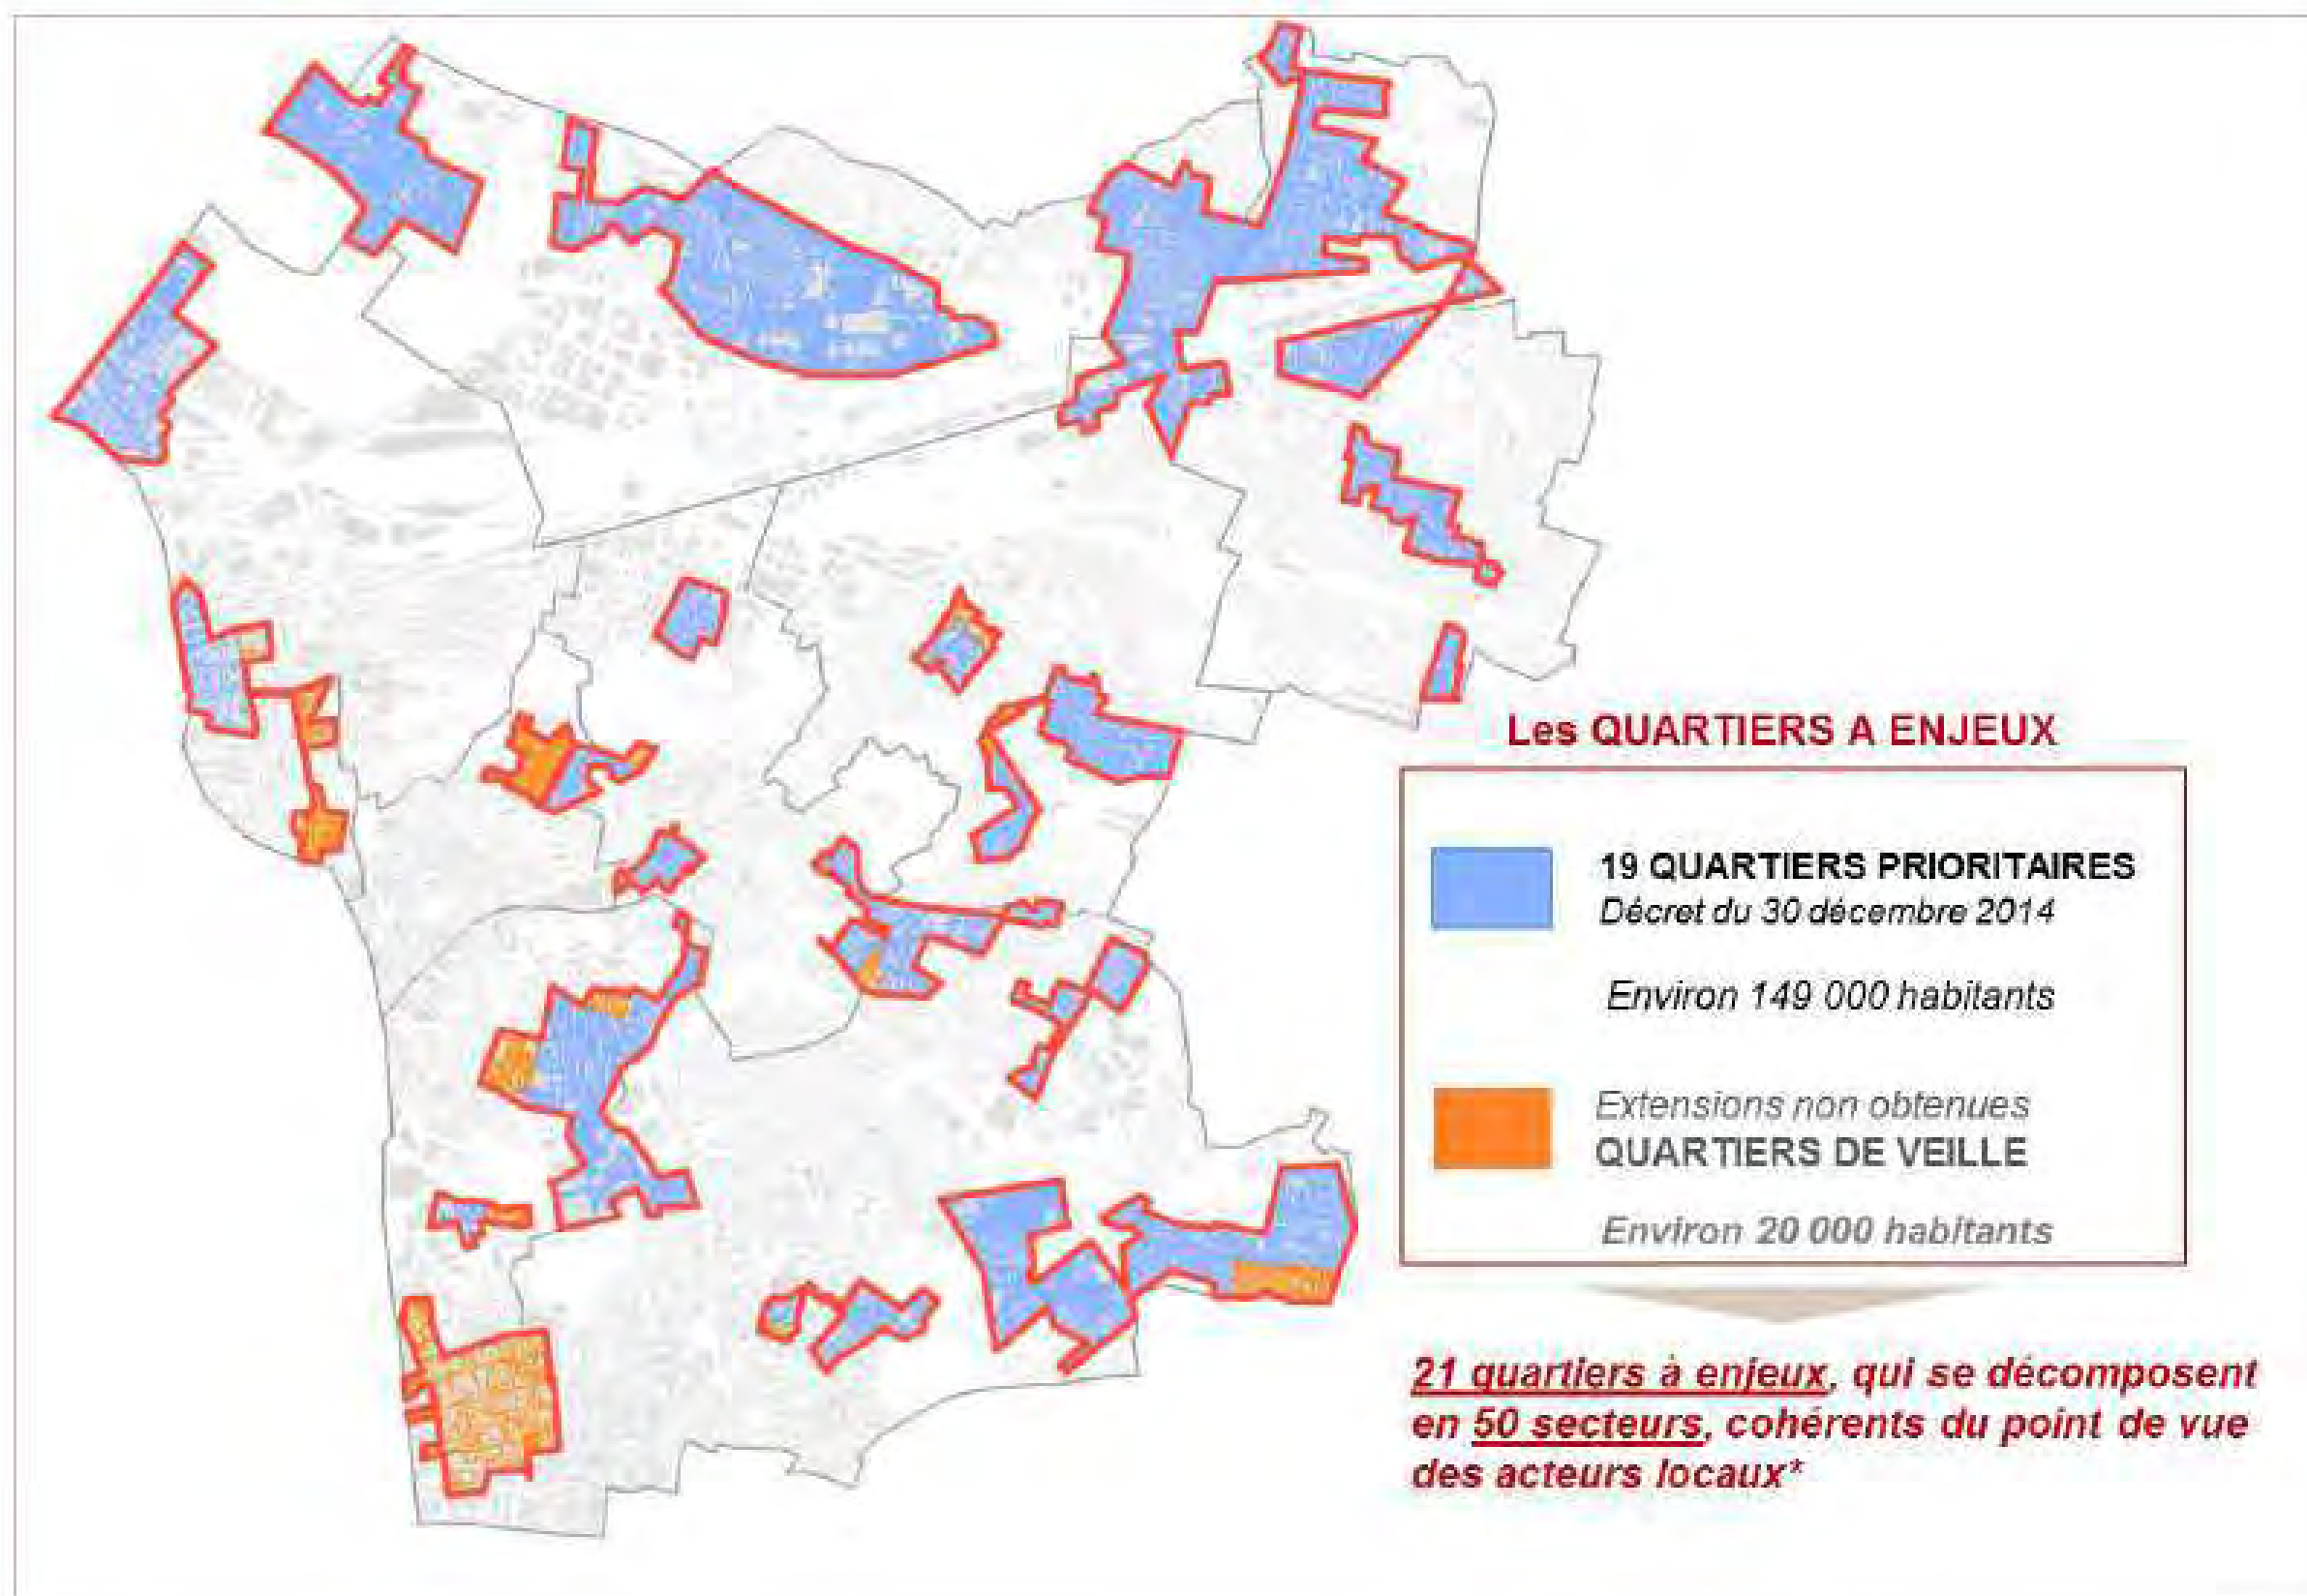 Les QUARTIERS A ENJEUX
19 QUARTIERS PRIORITAIRES
Décret du 30 décembre 2014
Environ 149 000 habitants
Extensions non obtenues
QUARTIERS DE VEILLE
Environ 20 000 habitants
21 quartiers à enjeux, qui se décomposent
en 50 secteurs, cohérents du point de vue
des acteurs locaux*